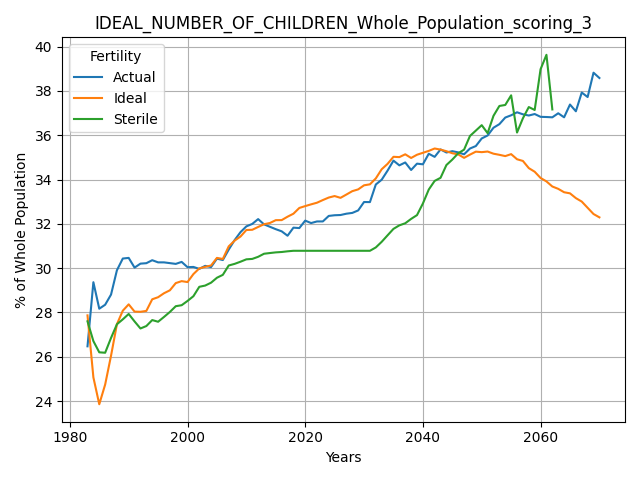 IDEAL_NUMBER_OF_CHILDREN_Whole_Population_scoring_3
Fertility
Actual
Ideal
Sterile
% of Whole Population
40
38
36
34
32
30
28
26
24
1980
2000
2020
2040
2060
Years